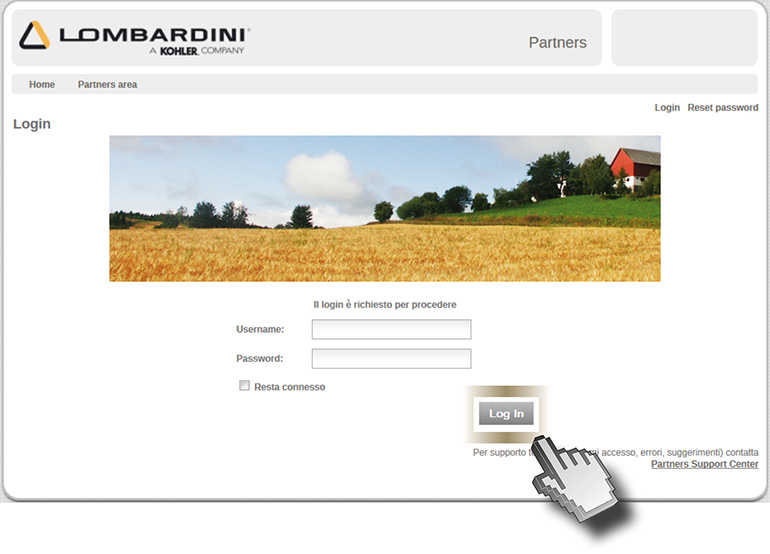 LOMBARDINI®
A KOHLER COMPANY
Partners
Home Partners area
Login Reset password
Login
Il login è richiesto per procedere
Username:
Password:
Resta connesso
Log In
Per supporto accesso, errori, suggerimenti) contatta
Partners Support Center